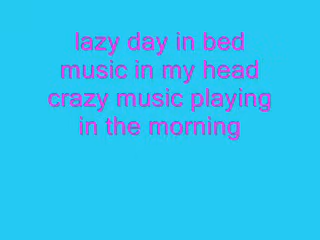 lazy day in bed
music in my head
crazy music playing
in the morning